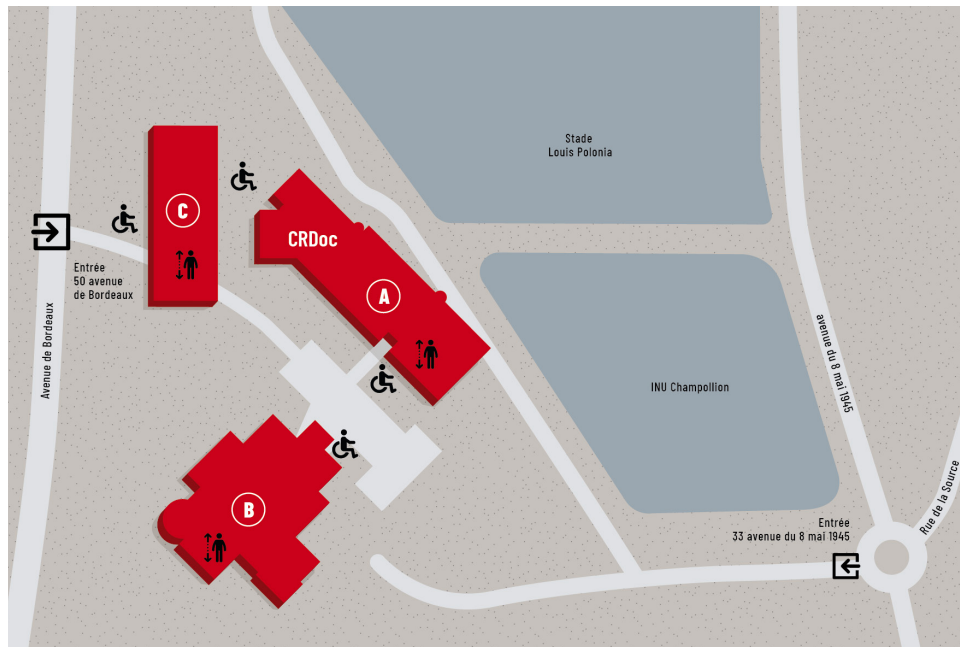 Stade
Louis Polonia
C
CRDoc
A
Entrée
50 avenue
de Bordeaux
Avenue de Bordeaux
avenue du 8 mai 1945
INU Champollion
B
Rue de la Source
Entrée
33 avenue du 8 mai 1945